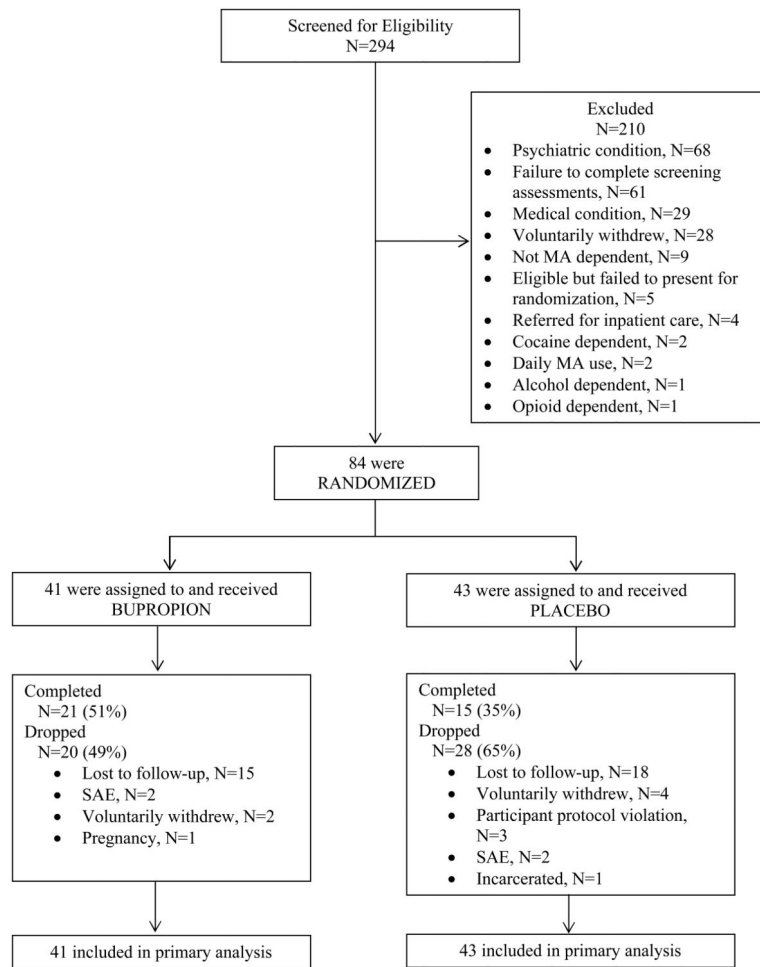 Screened for Eligibility
N=294
Excluded
N=210
• Psychiatric condition, N=68
• Failure to complete screening
assessments, N=61
• Medical condition, N=29
• Voluntarily withdrew, N=28
• Not MA dependent, N=9
• Eligible but failed to present for
randomization, N=5
• Referred for inpatient care, N=4
• Cocaine dependent, N=2
• Daily MA use, N=2
• Alcohol dependent, N=1
• Opioid dependent, N=1
84 were
RANDOMIZED
41 were assigned to and received
BUPROPION
43 were assigned to and received
PLACEBO
Completed
N=21 (51%)
Dropped
N=20 (49%)
• Lost to follow-up, N=15
• SAE, N=2
• Voluntarily withdrew, N=2
• Pregnancy, N=1
Completed
N=15 (35%)
Dropped
N=28 (65%)
• Lost to follow-up, N=18
• Voluntarily withdrew, N=4
• Participant protocol violation,
N=3
• SAE, N=2
• Incarcerated, N=1
41 included in primary analysis
43 included in primary analysis